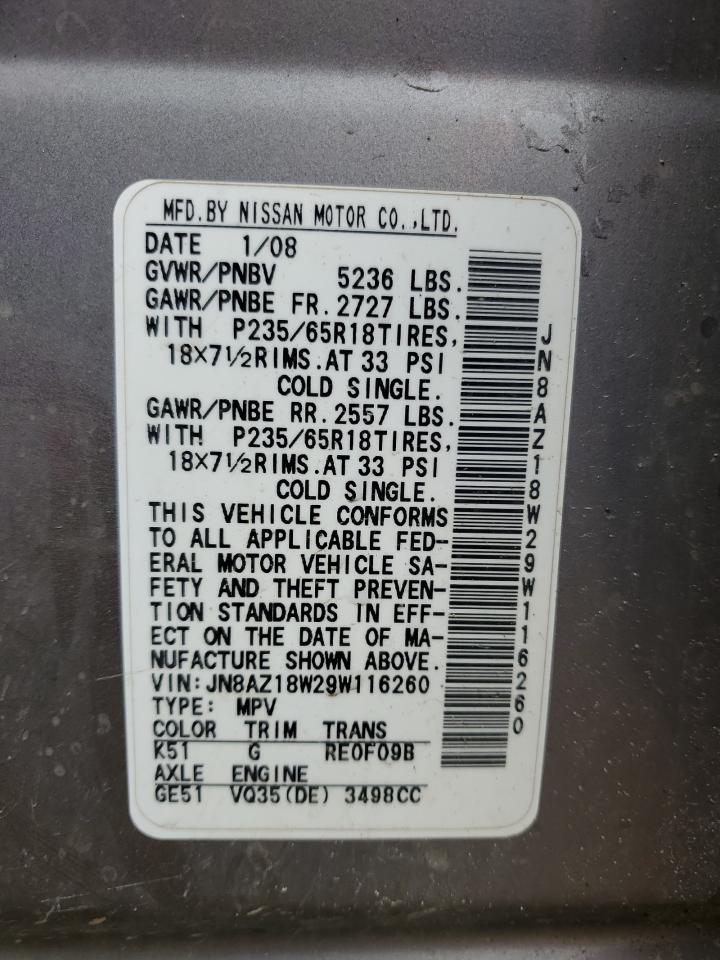 MFD.BY NISSAN MOTOR CO.,LTD.
DATE 1/08
GVWR/PNBV 5236 LBS.
GAWR/PNBE FR.2727 LBS.
WITH P235/65R18TIRES,
18X7½RIMS.AT 33 PSI
COLD SINGLE.
GAWR/PNBE RR.2557 LBS.
WITH P235/65R18TIRES,
18X7½RIMS.AT 33 PSI
COLD SINGLE.
THIS VEHICLE CONFORMS
TO ALL APPLICABLE FED-
ERAL MOTOR VEHICLE SA-
FETY AND THEFT PREVEN-
TION STANDARDS IN EFF-
ECT ON THE DATE OF MA-
NUFACTURE SHOWN ABOVE.
VIN:JN8AZ18W29W116260
TYPE: MPV
COLOR TRIM TRANS
K51 G RE0F09B
AXLE ENGINE
GE51 VQ35(DE) 3498CC
JN8AZ18W29W116260